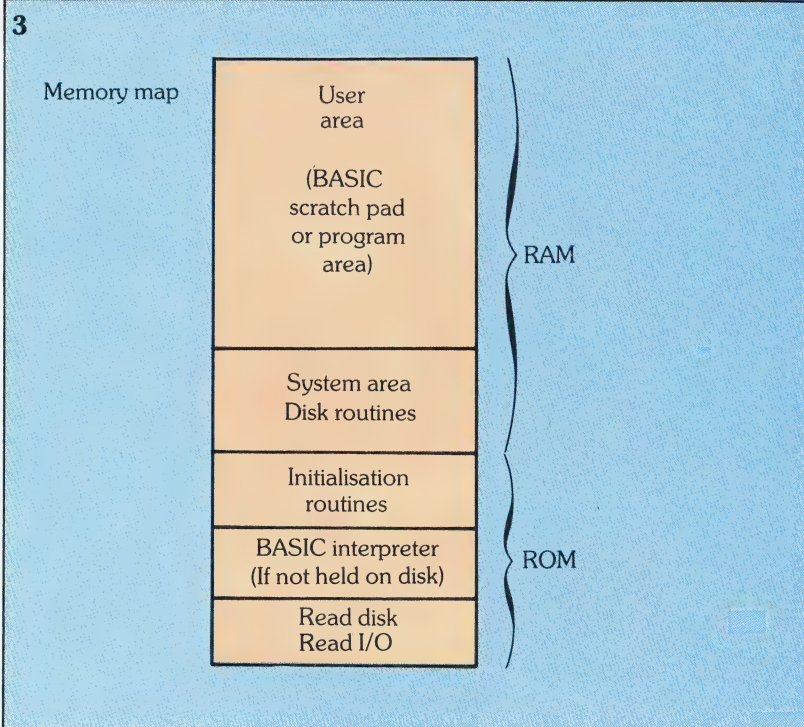 3
Memory map
User
area
(BASIC
scratch pad
or program
area)
RAM
System area
Disk routines
Initialisation
routines
BASIC interpreter
(If not held on disk)
ROM
Read disk
Read I/O